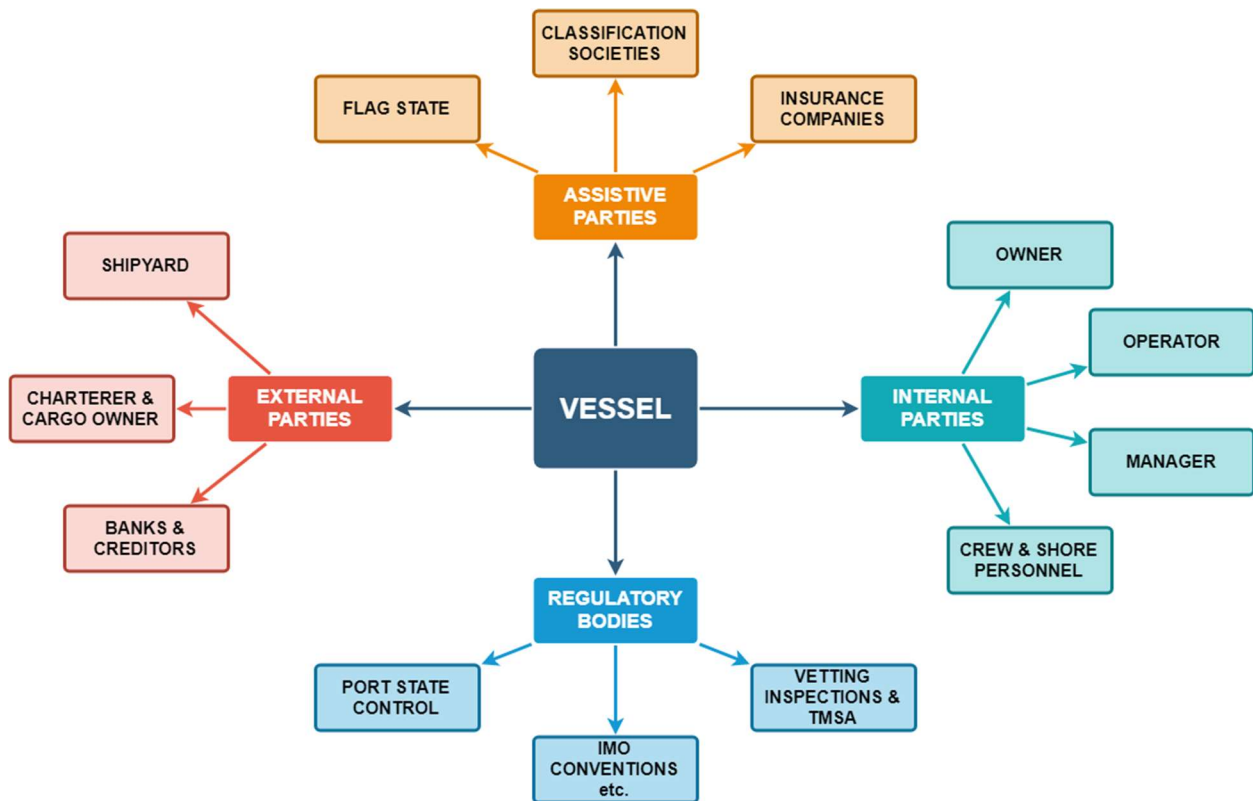 CLASSIFICATION
SOCIETIES
FLAG STATE
INSURANCE
COMPANIES
ASSISTIVE
PARTIES
SHIPYARD
OWNER
CHARTERER &
CARGO OWNER
EXTERNAL
PARTIES
VESSEL
INTERNAL
PARTIES
OPERATOR
MANAGER
BANKS &
CREDITORS
CREW & SHORE
PERSONNEL
REGULATORY
BODIES
PORT STATE
CONTROL
VETTING
INSPECTIONS &
TMSA
IMO
CONVENTIONS
etc.